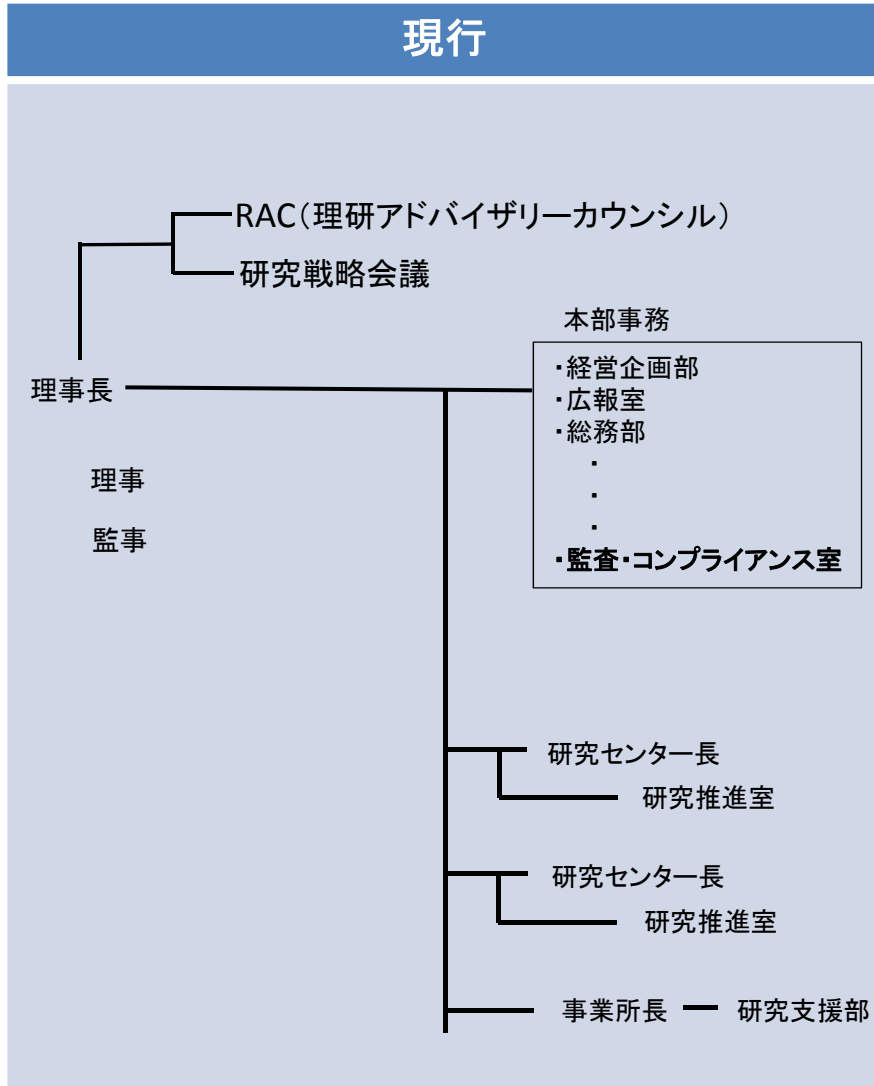 現行
RAC(理研アドバイザリーカウンシル)
研究戦略会議
本部事務
・経営企画部
・広報室
・総務部
・
・
・
・監査・コンプライアンス室
理事長
理事
監事
研究センター長
研究推進室
研究センター長
研究推進室
事業所長 ー 研究支援部